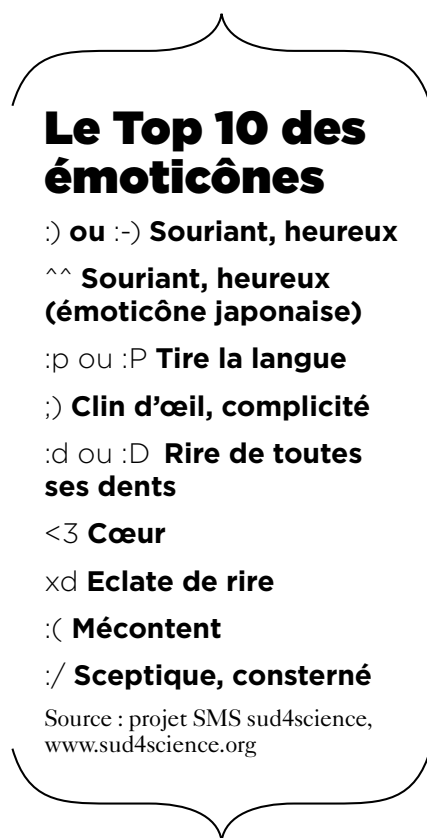 Le Top 10 des
émoticônes
:) ou :-) Souriant, heureux
^^ Souriant, heureux
(émoticône japonaise)
:p ou :P Tire la langue
;) Clin d’œil, complicité
:d ou :D Rire de toutes
ses dents
<3 Cœur
xd Eclate de rire
:( Mécontent
:/ Sceptique, consterné
Source : projet SMS sud4science,
www.sud4science.org